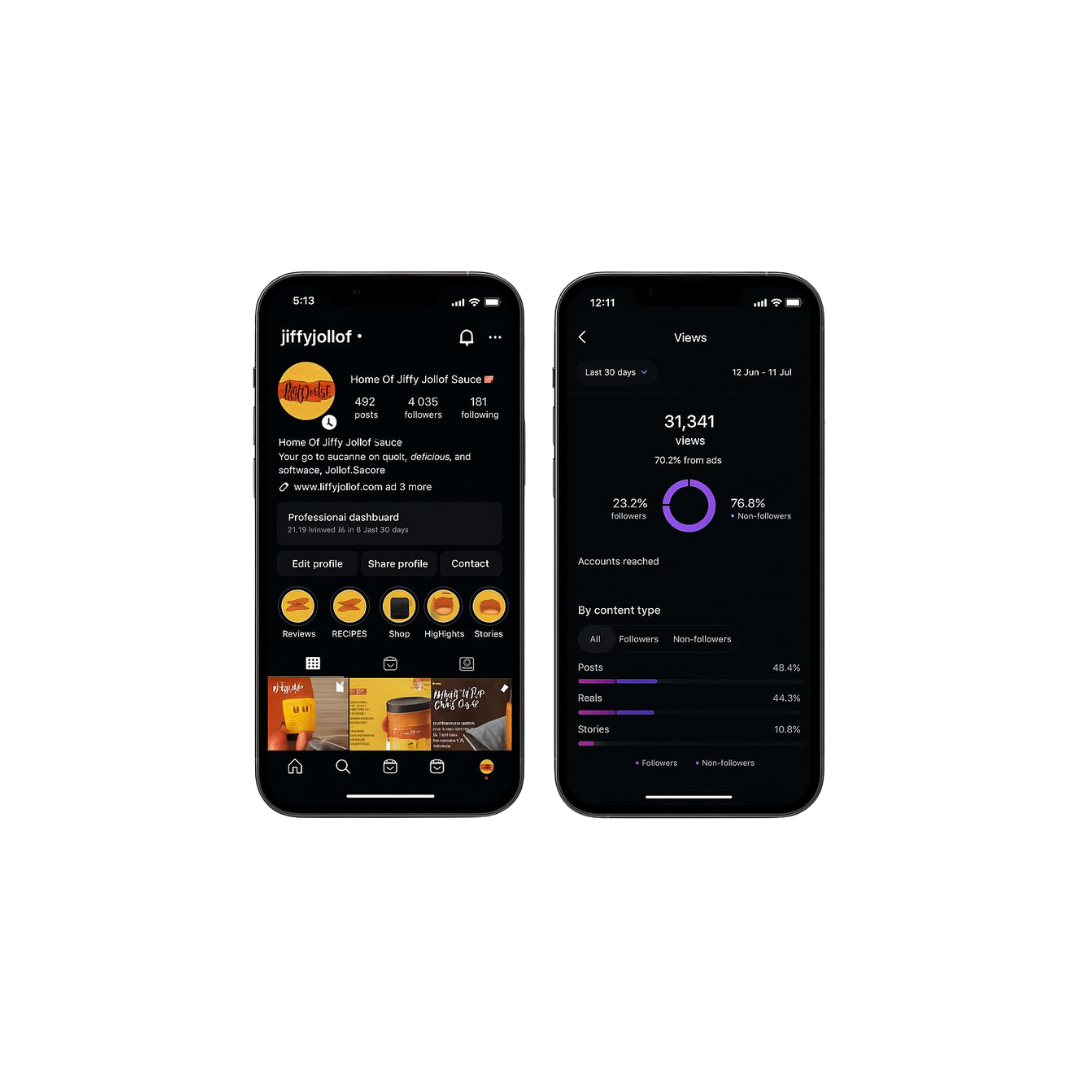 5:13
jiffyjollof •
Home Of Jiffy Jollof Sauce
492 4 035 181
posts followers following
Home Of Jiffy Jollof Sauce
Your go to aucanne on quolt, deficious, and
softwace, Jollof.Sacore
www.liffyjollof.com ad 3 more
Professionai dashboard
21.19 in 8 Jast 30 days
Edit profile Share profile Contact
Reviews RECIPES Shop HigHights Stories
12:11
Views
Last 30 days 12 Jun - 11 Jul
31,341
views
70.2% from ads
23.2% 76.8%
followers • Non-followers
Accounts reached
By content type
All Followers Non-followers
Posts 48.4%
Reals 44.3%
Stories 10.8%
• Followers • Non-followers